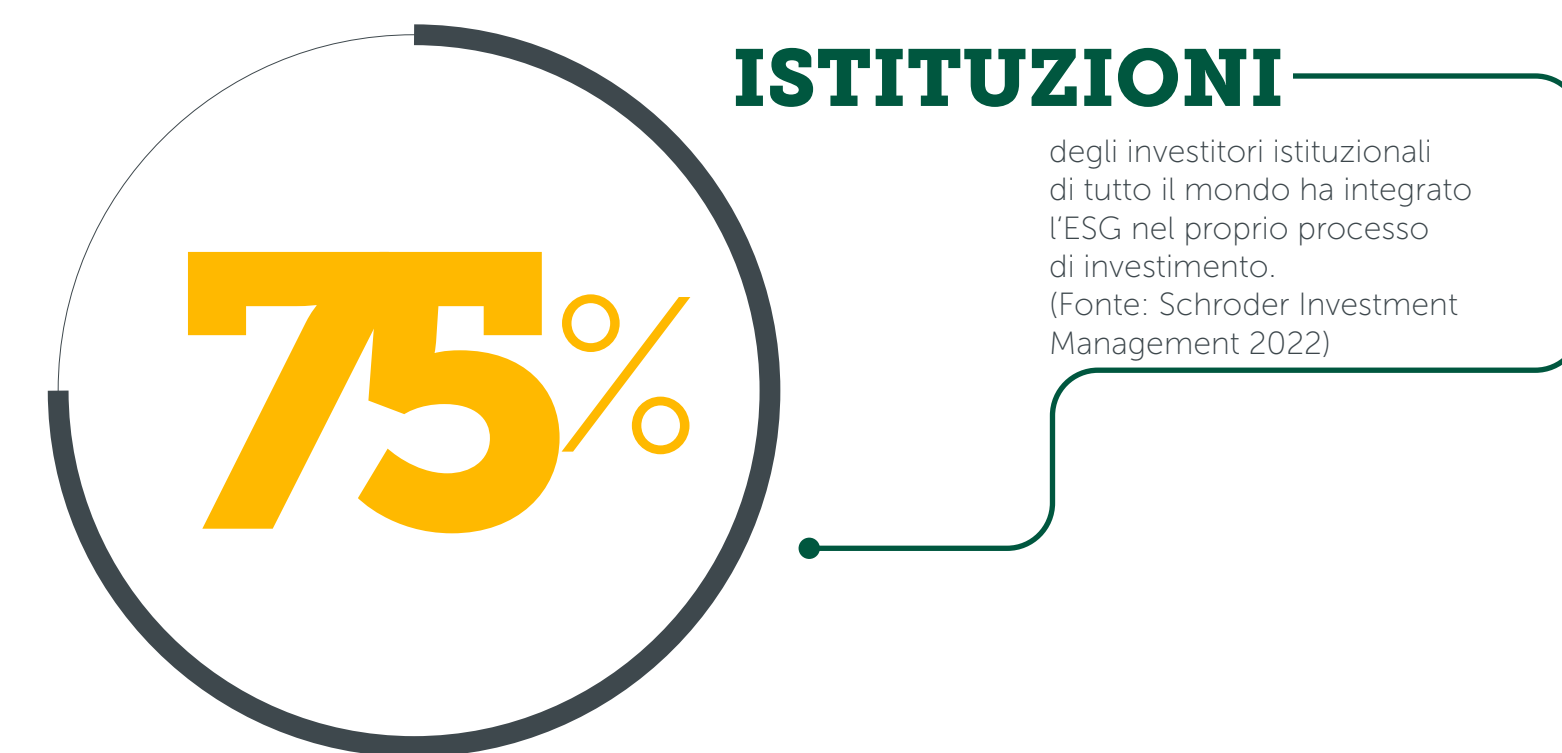 ISTITUZIONI
75%
degli investitori istituzionali
di tutto il mondo ha integrato
l’ESG nel proprio processo
di investimento.
(Fonte: Schroder Investment
Management 2022)